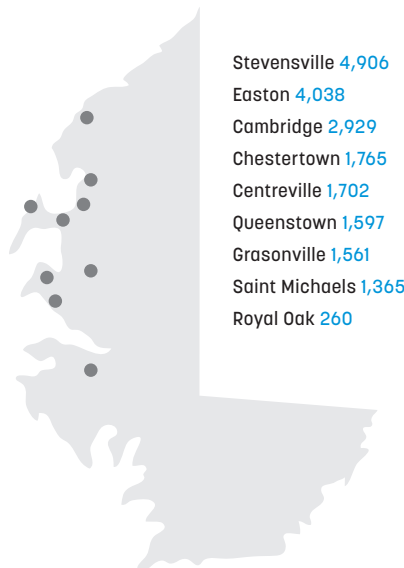 Stevensville 4,906
Easton 4,038
Cambridge 2,929
Chestertown 1,765
Centreville 1,702
Queenstown 1,597
Grasonville 1,561
Saint Michaels 1,365
Royal Oak 260